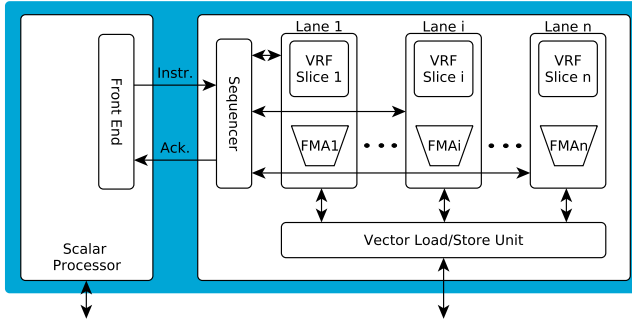 Lane 1
Lane i
Lane n
VRF
Slice 1
VRF
Slice i
VRF
Slice n
Instr.
Front End
Sequencer
Ack.
FMA1
FMAi
FMAn
Vector Load/Store Unit
Scalar
Processor